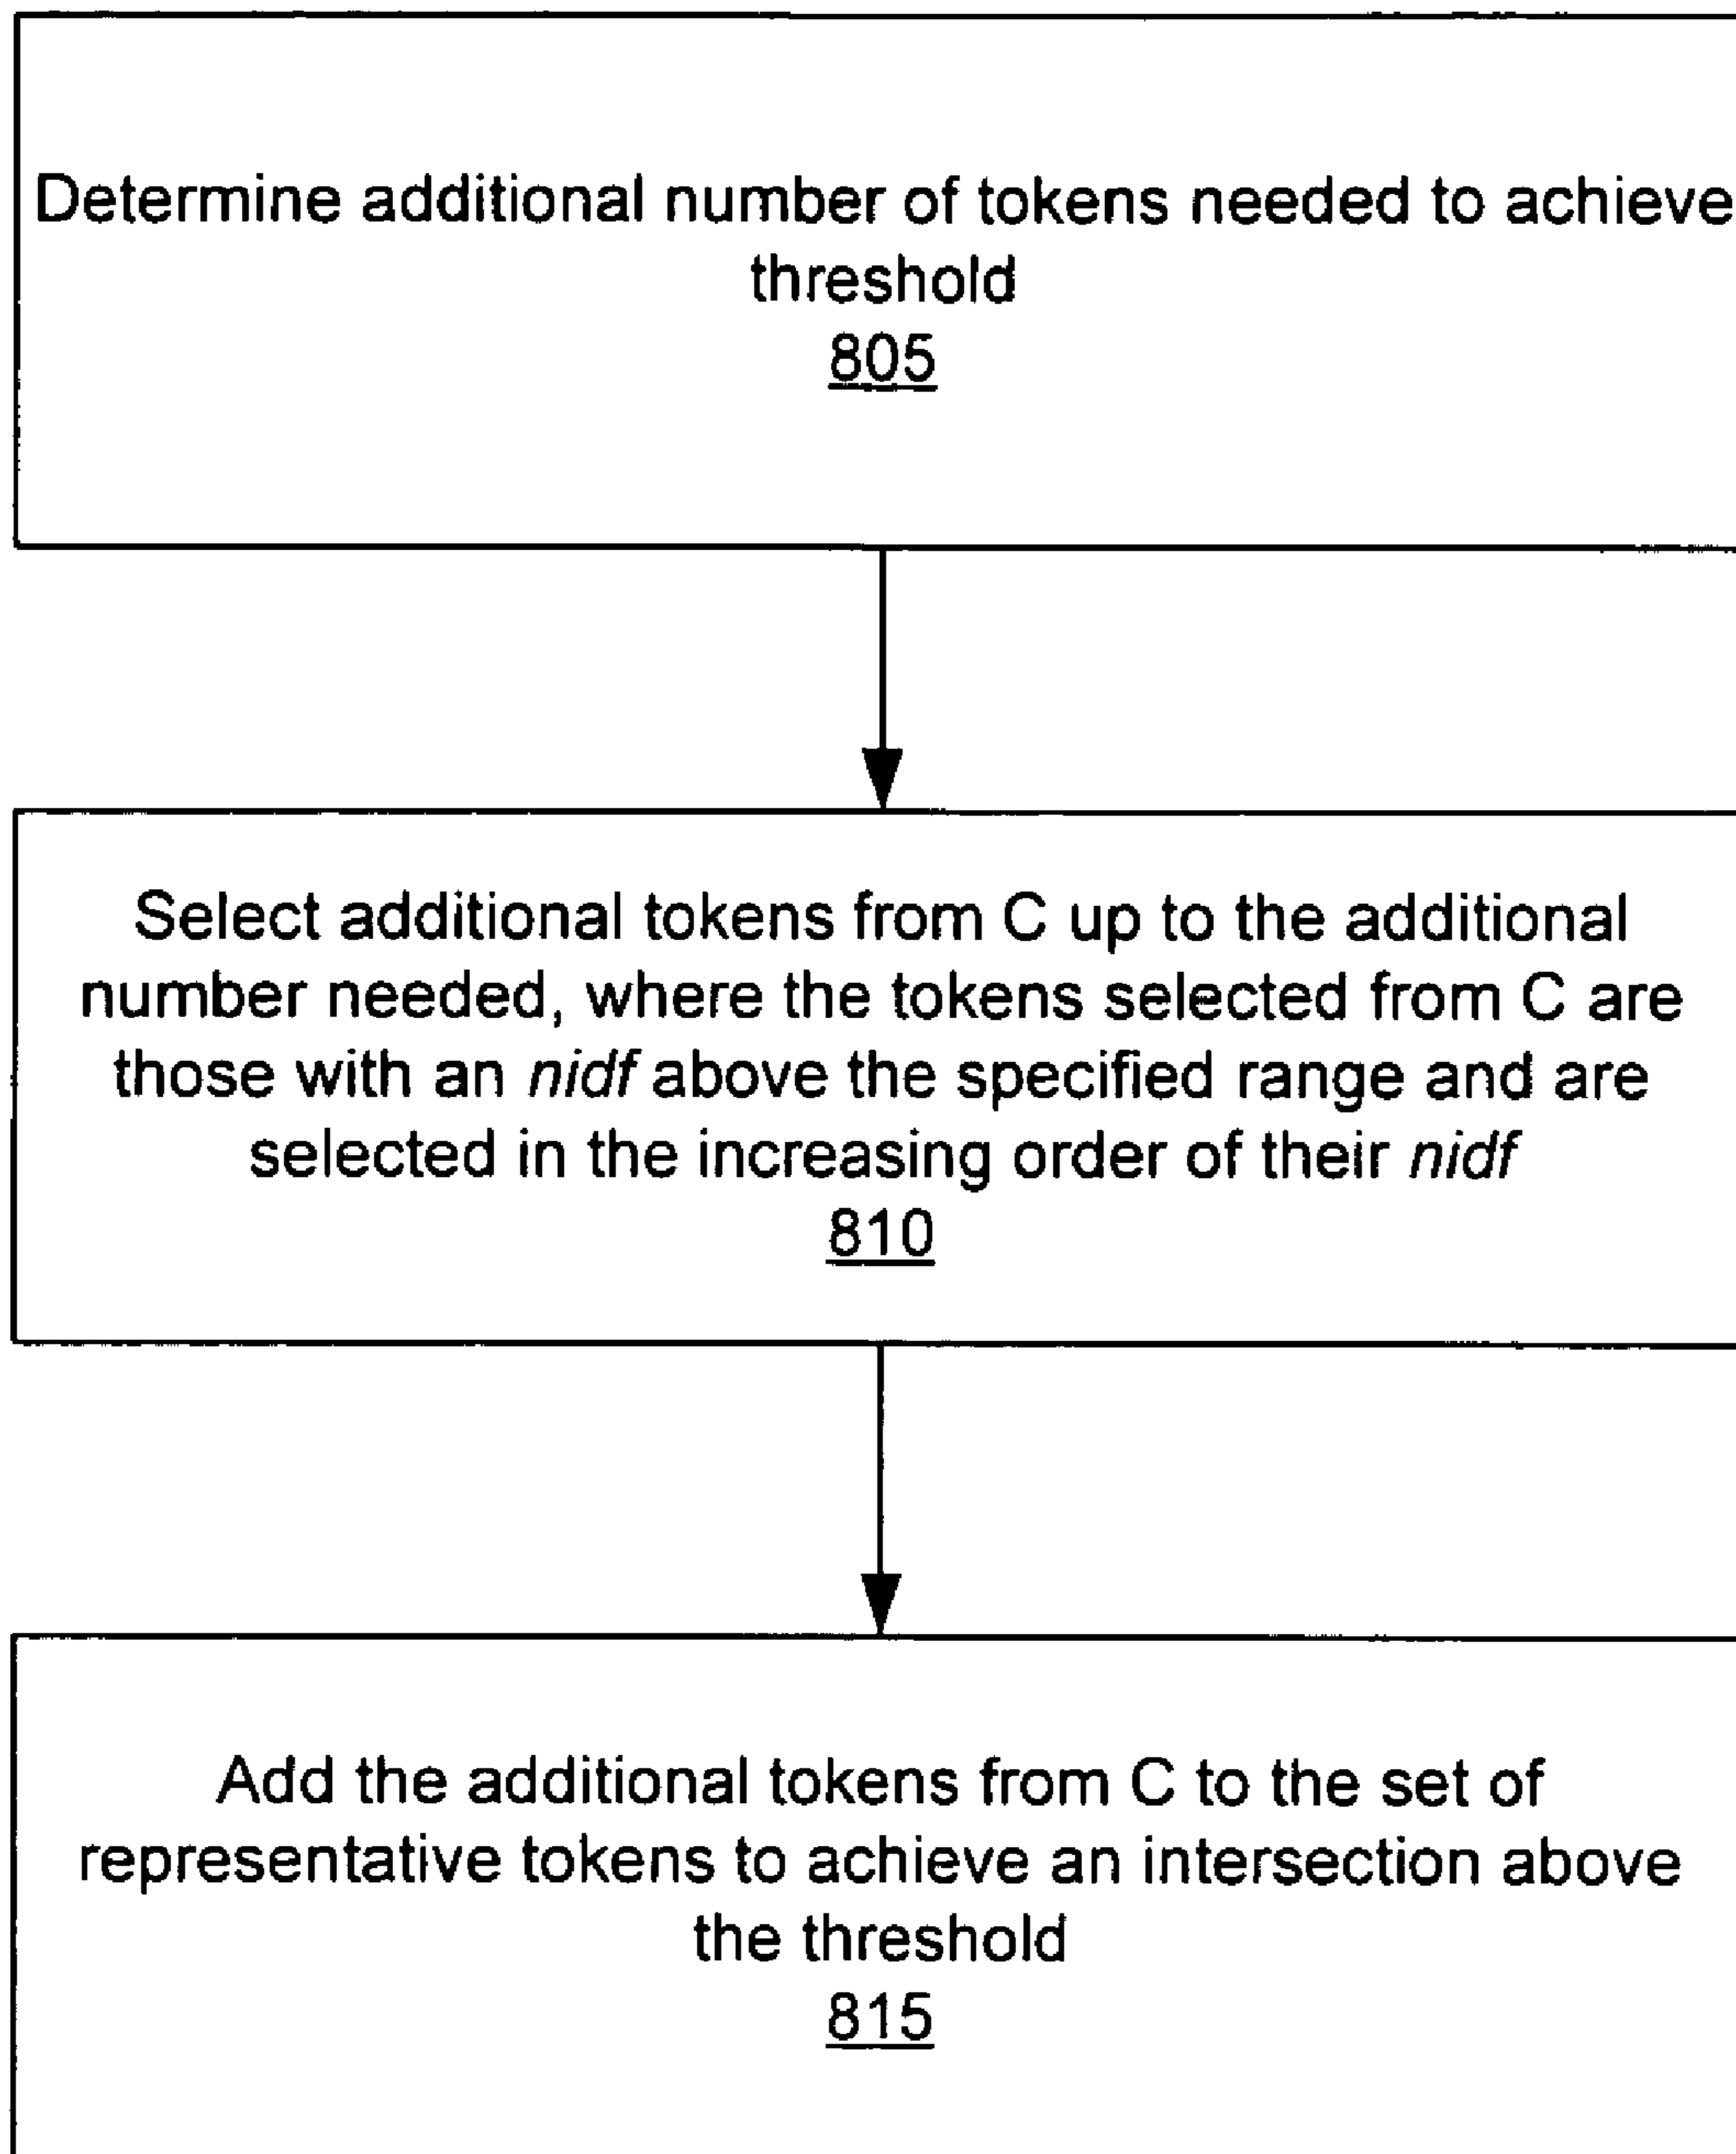 Determine additional number of tokens needed to achieve
threshold
805
Select additional tokens from C up to the additional
number needed, where the tokens selected from C are
those with an nidf above the specified range and are
selected in the increasing order of their nidf
810
Add the additional tokens from C to the set of
representative tokens to achieve an intersection above
the threshold
815